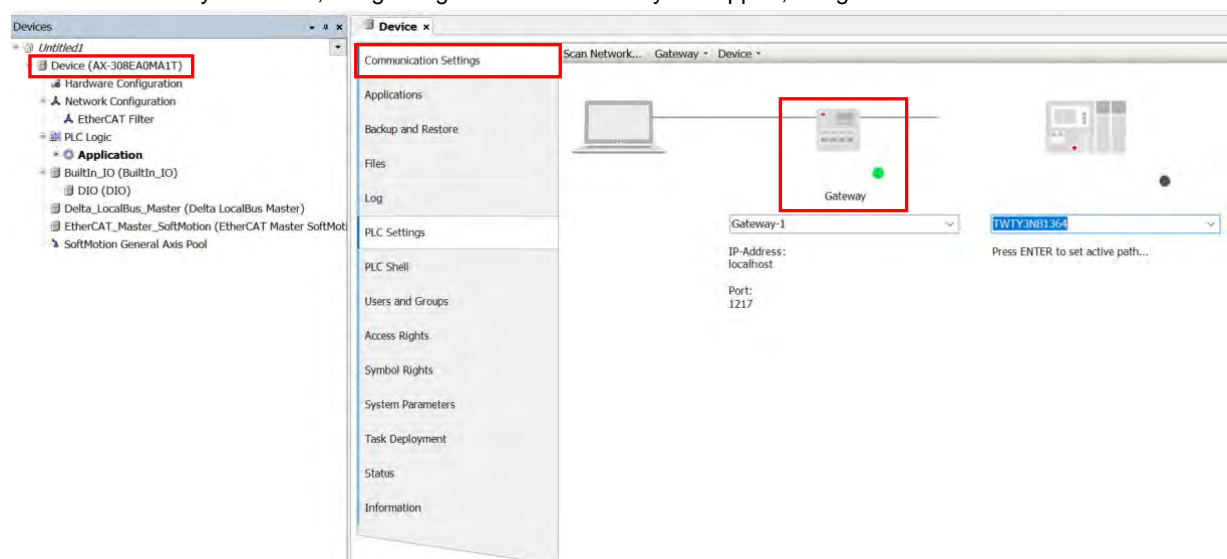 Devices
Untitled1
Device (AX-308EA0MA1T)
Hardware Configuration
Network Configuration
EtherCAT Filter
PLC Logic
Application
BuiltIn_IO (BuiltIn_IO)
DIO (DIO)
Delta_LocalBus_Master (Delta LocalBus Master)
EtherCAT_Master_SoftMotion (EtherCAT Master SoftMoti
SoftMotion General Axis Pool
Device
Communication Settings
Applications
Backup and Restore
Files
Log
PLC Settings
PLC Shell
Users and Groups
Access Rights
Symbol Rights
System Parameters
Task Deployment
Status
Information
Scan Network... Gateway Device
Gateway
Gateway-1
IP-Address:
localhost
Port:
1217
TWTY3NB1364
Press ENTER to set active path...